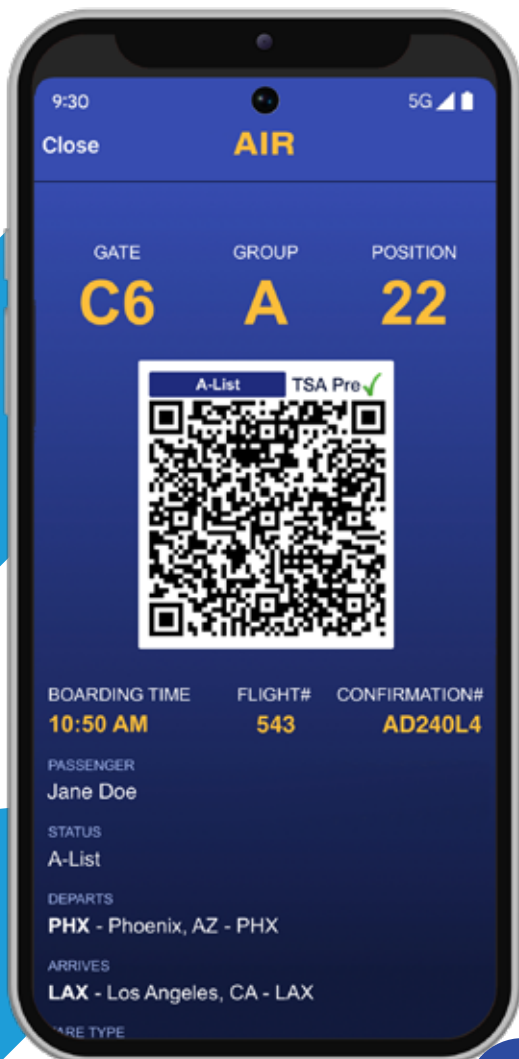 9:30 5G
Close AIR
GATE GROUP POSITION
C6 A 22
A-List TSA Pre✓
BOARDING TIME FLIGHT# CONFIRMATION#
10:50 AM 543 AD240L4
PASSENGER
Jane Doe
STATUS
A-List
DEPARTS
PHX - Phoenix, AZ - PHX
ARRIVES
LAX - Los Angeles, CA - LAX
TYPE